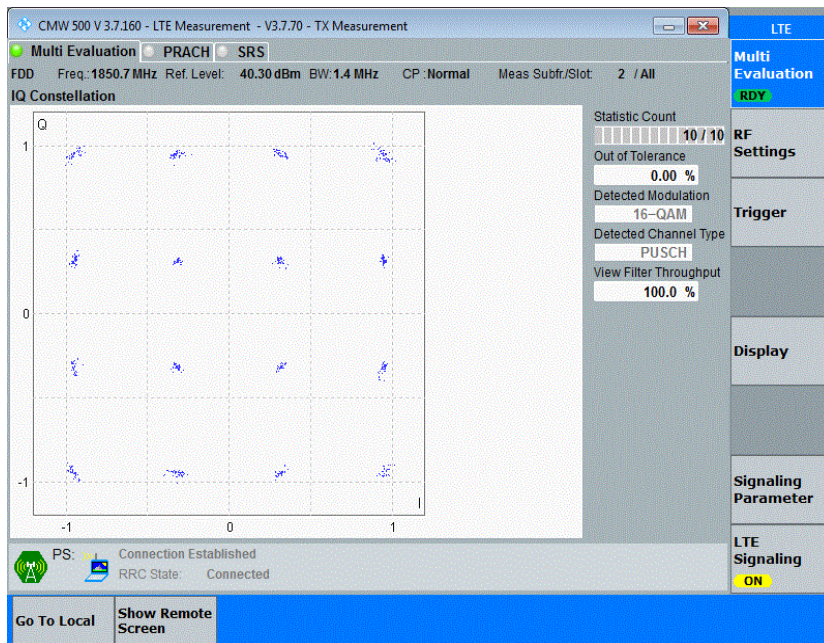 CMW 500 V 3.7.160 - LTE Measurement - V3.7.70 - TX Measurement
LTE
Multi Evaluation PRACH SRS
Multi
Evaluation
RDY
FDD Freq.:1850.7 MHz Ref. Level: 40.30 dBm BW:1.4 MHz CP :Normal Meas Subfr./Slot: 2 / All
IQ Constellation
Q
1
0
-1
-1
0
1
I
Statistic Count
10 / 10
Out of Tolerance
0.00 %
Detected Modulation
16-QAM
Detected Channel Type
PUSCH
View Filter Throughput
100.0 %
RF
Settings
Trigger
Display
Signaling
Parameter
LTE
Signaling
ON
PS: Connection Established
RRC State: Connected
Go To Local
Show Remote
Screen